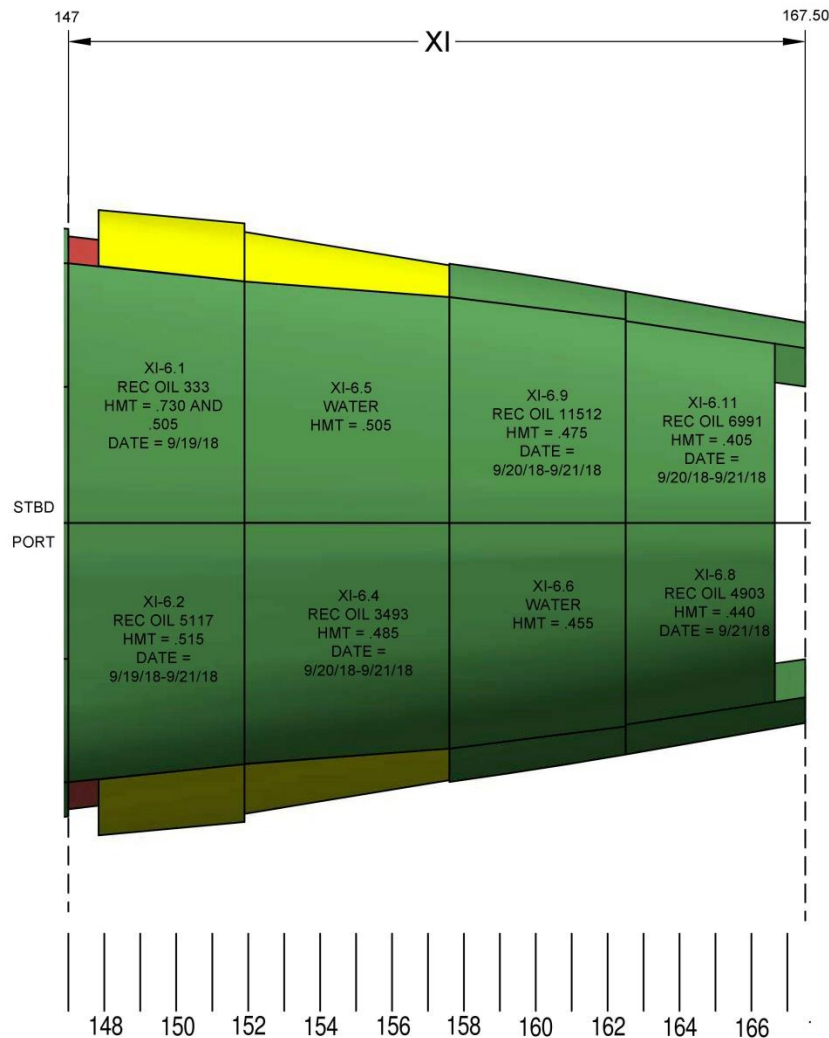 147
167.50
XI
XI-6.1
REC OIL 333
HMT = .730 AND
.505
DATE = 9/19/18
XI-6.5
WATER
HMT = .505
XI-6.9
REC OIL 11512
HMT = .475
DATE =
9/20/18-9/21/18
XI-6.11
REC OIL 6991
HMT = .405
DATE =
9/20/18-9/21/18
STBD
PORT
XI-6.2
REC OIL 5117
HMT = .515
DATE =
9/19/18-9/21/18
XI-6.4
REC OIL 3493
HMT = .485
DATE =
9/20/18-9/21/18
XI-6.6
WATER
HMT = .455
XI-6.8
REC OIL 4903
HMT = .440
DATE = 9/21/18
148 150 152 154 156 158 160 162 164 166